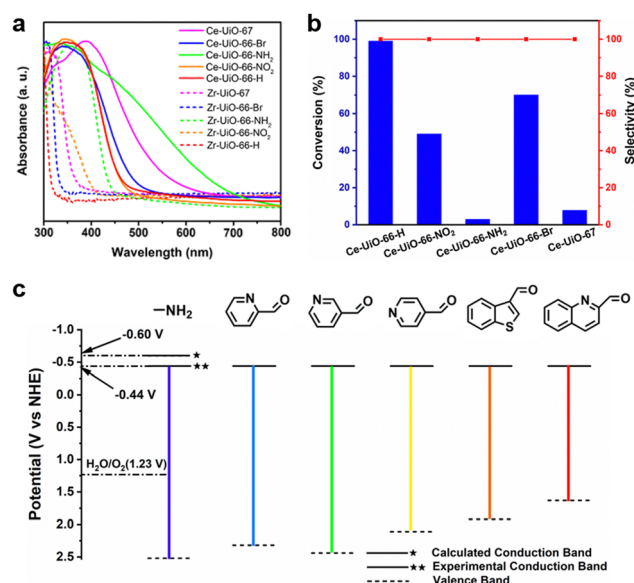 a
Absorbance (a. u.)
Ce-UiO-67
Ce-UiO-66-Br
Ce-UiO-66-NH₂
Ce-UiO-66-NO₂
Ce-UiO-66-H
Zr-UiO-67
Zr-UiO-66-Br
Zr-UiO-66-NH₂
Zr-UiO-66-NO₂
Zr-UiO-66-H
300 400 500 600 700 800
Wavelength (nm)
b
Conversion (%)
100
80
60
40
20
0
Selectivity (%)
100
80
60
40
20
0
Ce-UiO-66-H
Ce-UiO-66-NO₂
Ce-UiO-66-NH₂
Ce-UiO-66-Br
Ce-UiO-67
c
Potential (V vs NHE)
-1.0
-0.5
0.0
0.5
1.0
1.5
2.0
2.5
-0.60 V
-0.44 V
H₂O/O₂(1.23 V)
—NH₂
N O
N O
N O
O S
N O
★
★★
Calculated Conduction Band ★
Experimental Conduction Band ★★
Valence Band